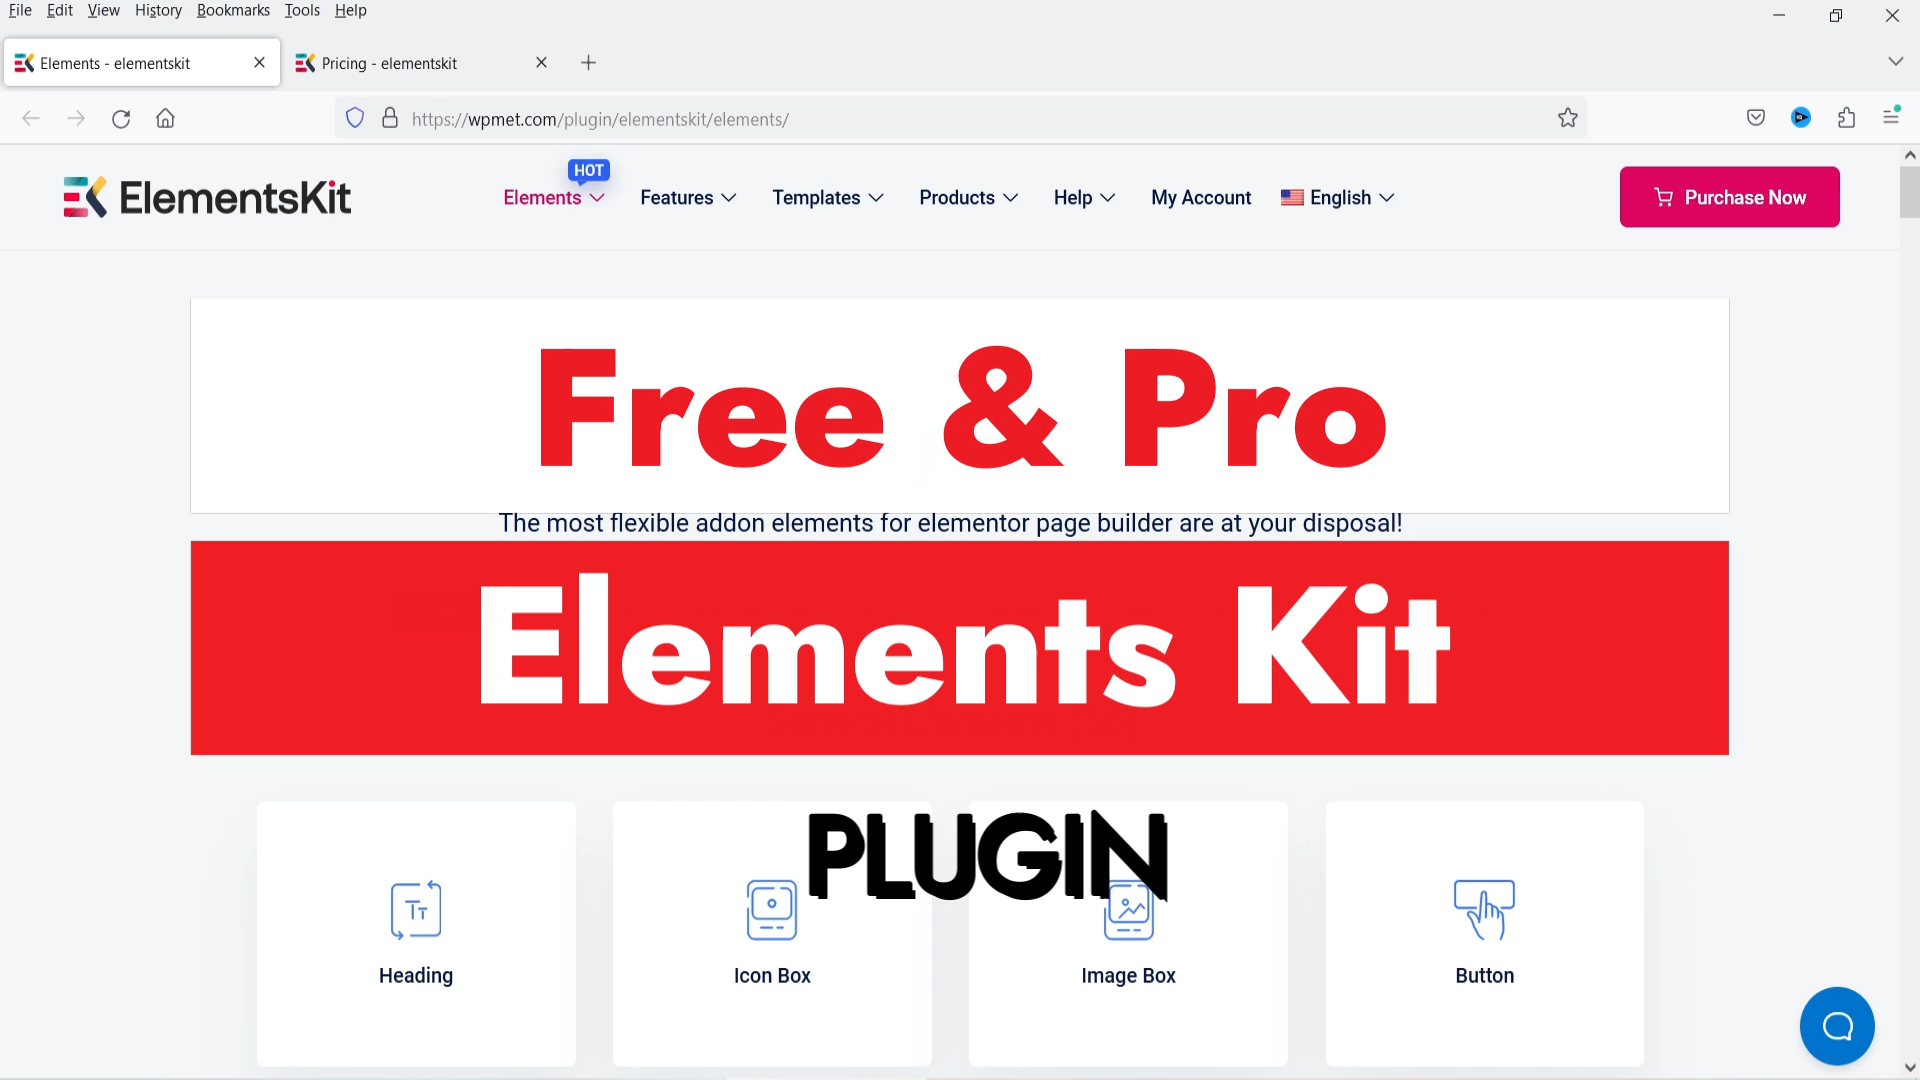 File Edit View History Bookmarks Tools Help
Elements - elementskit
Pricing - elementskit
https://wpmet.com/plugin/elementskit/elements/
HOT
ElementsKit
Elements Features Templates Products Help My Account English
Purchase Now
Free & Pro
The most flexible addon elements for elementor page builder are at your disposal!
Elements Kit
PLUGIN
Tt
Heading
Icon Box
Image Box
Button